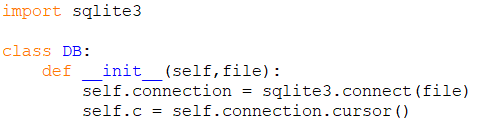 import sqlite3
class DB:
    def __init__(self,file):
        self.connection = sqlite3.connect(file)
        self.c = self.connection.cursor()